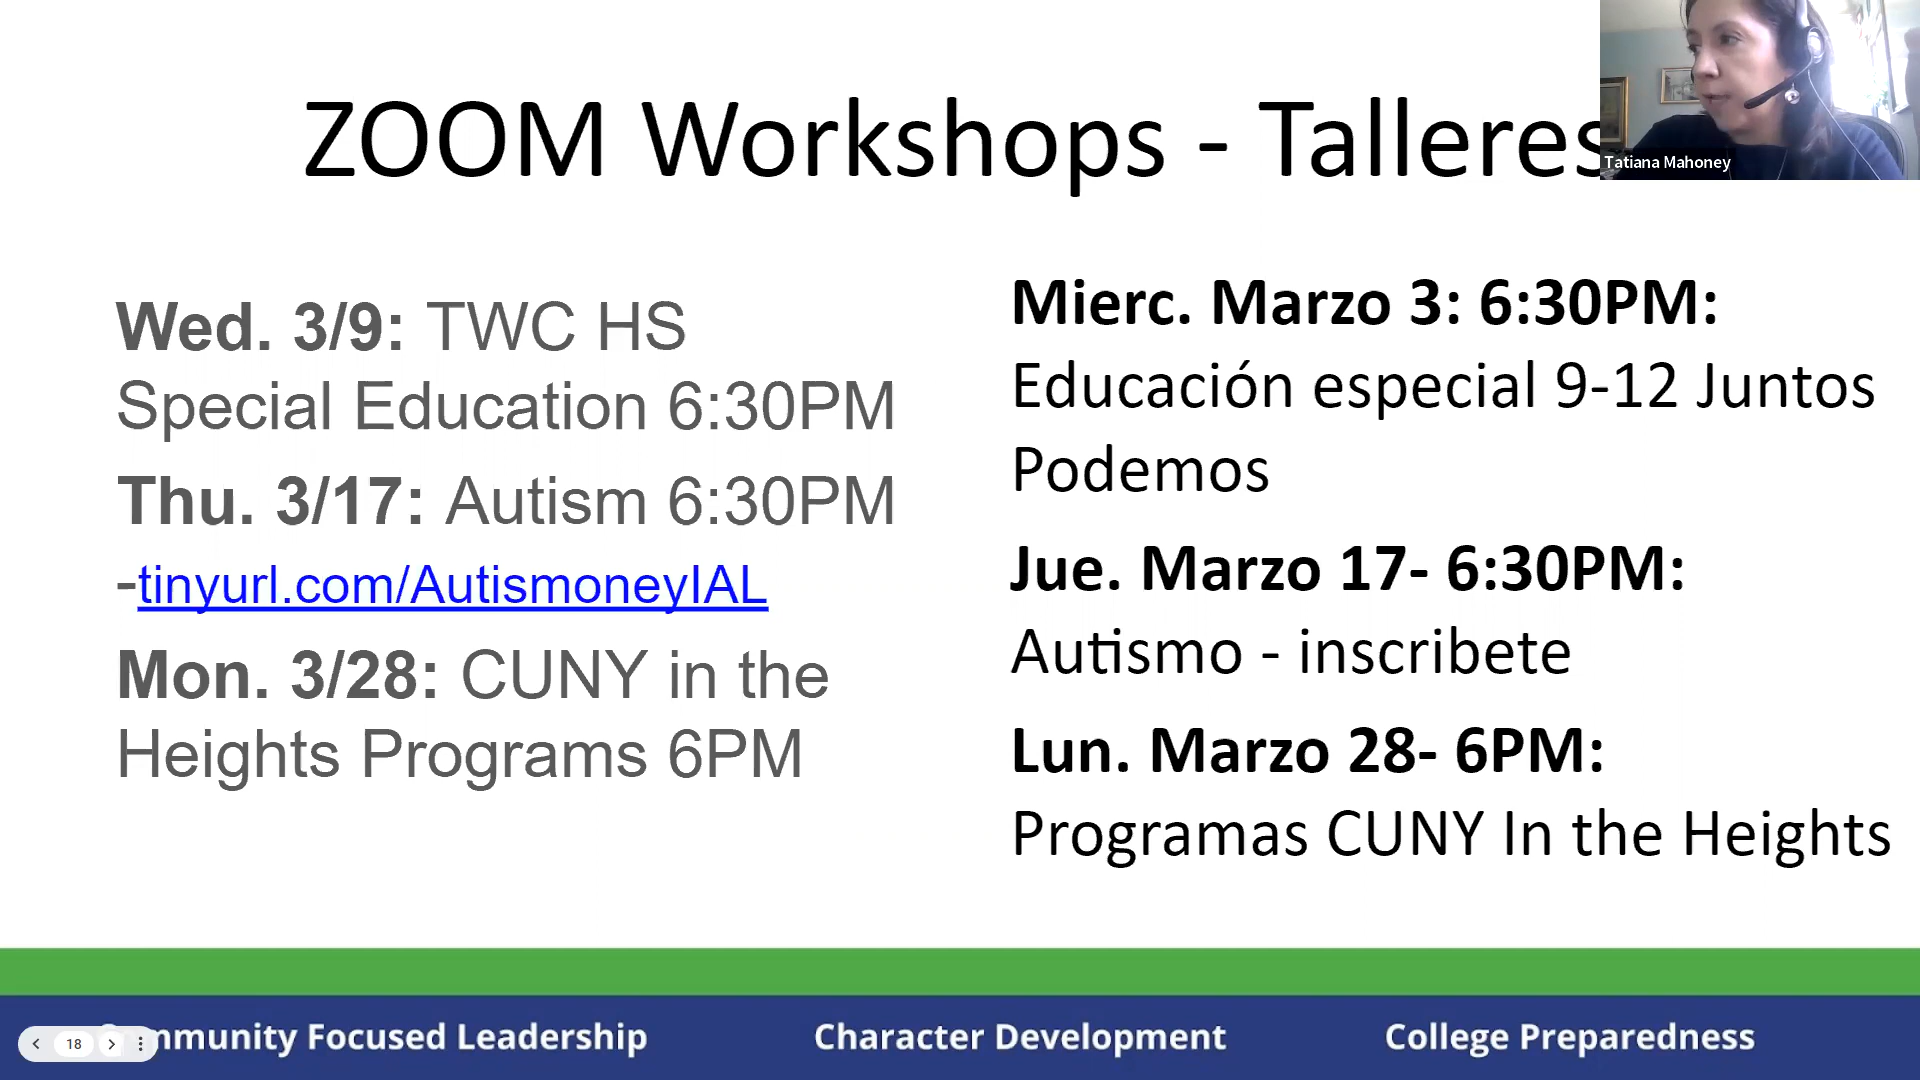 ZOOM Workshops - Talleres
Tatiana Mahoney
Wed. 3/9: TWC HS
Special Education 6:30PM
Thu. 3/17: Autism 6:30PM
-tinyurl.com/AutismoneyIAL
Mon. 3/28: CUNY in the
Heights Programs 6PM
Mierc. Marzo 3: 6:30PM:
Educación especial 9-12 Juntos
Podemos
Jue. Marzo 17- 6:30PM:
Autismo - inscribete
Lun. Marzo 28- 6PM:
Programas CUNY In the Heights
Community Focused Leadership
Character Development
College Preparedness
18